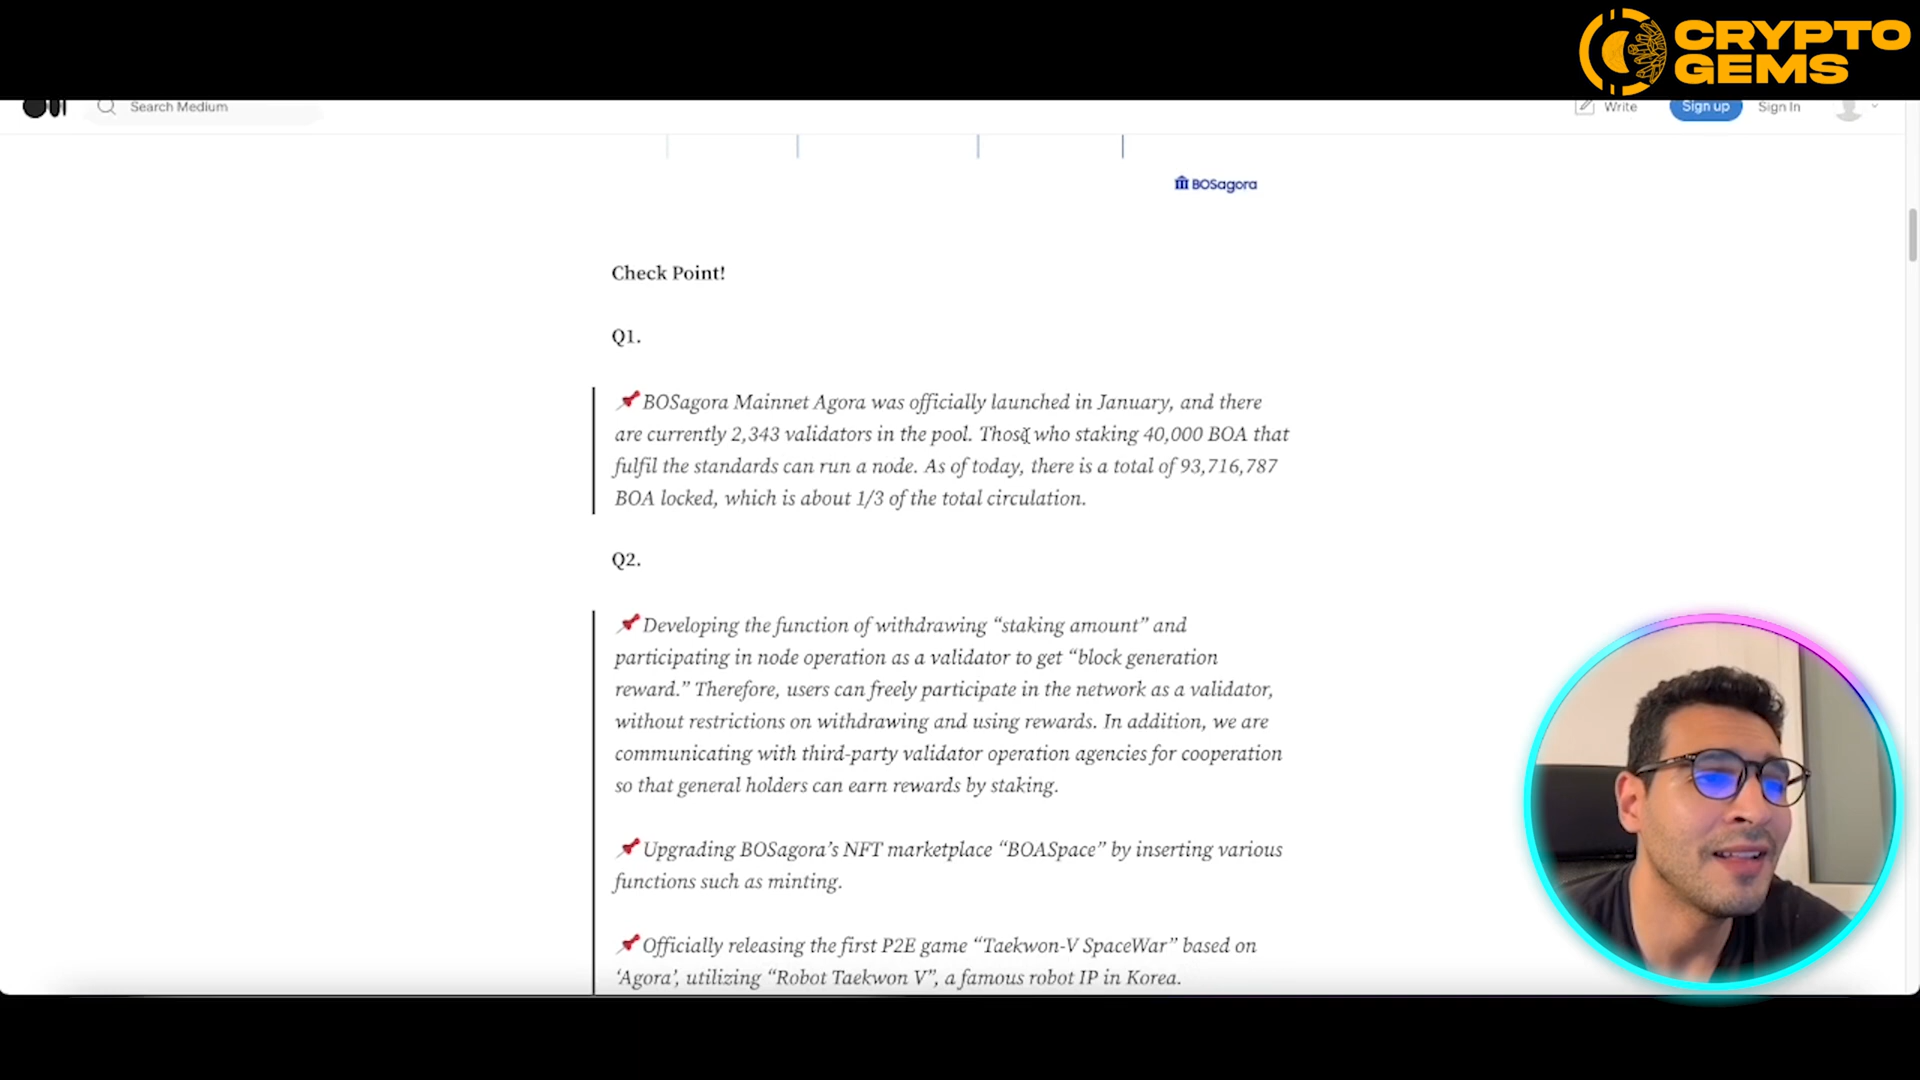 CRYPTO
GEMS
Search Medium
Write
Sign up
Sign In
BOSagora
Check Point!
Q1.
BOSagora Mainnet Agora was officially launched in January, and there
are currently 2,343 validators in the pool. Those who staking 40,000 BOA that
fulfil the standards can run a node. As of today, there is a total of 93,716,787
BOA locked, which is about 1/3 of the total circulation.
Q2.
Developing the function of withdrawing “staking amount” and
participating in node operation as a validator to get “block generation
reward.” Therefore, users can freely participate in the network as a validator,
without restrictions on withdrawing and using rewards. In addition, we are
communicating with third-party validator operation agencies for cooperation
so that general holders can earn rewards by staking.
Upgrading BOSagora’s NFT marketplace “BOASpace” by inserting various
functions such as minting.
Officially releasing the first P2E game “Taekwon-V SpaceWar” based on
‘Agora’, utilizing “Robot Taekwon V”, a famous robot IP in Korea.